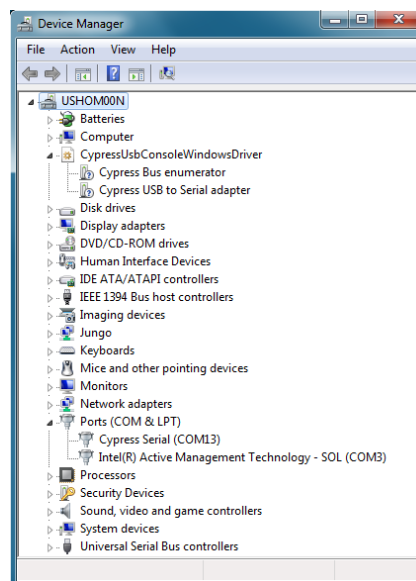 Device Manager
File Action View Help
USHOM00N
Batteries
Computer
CypressUsbConsoleWindowsDriver
Cypress Bus enumerator
Cypress USB to Serial adapter
Disk drives
Display adapters
DVD/CD-ROM drives
Human Interface Devices
IDE ATA/ATAPI controllers
IEEE 1394 Bus host controllers
Imaging devices
Jungo
Keyboards
Mice and other pointing devices
Monitors
Network adapters
Ports (COM & LPT)
Cypress Serial (COM13)
Intel(R) Active Management Technology - SOL (COM3)
Processors
Security Devices
Sound, video and game controllers
System devices
Universal Serial Bus controllers